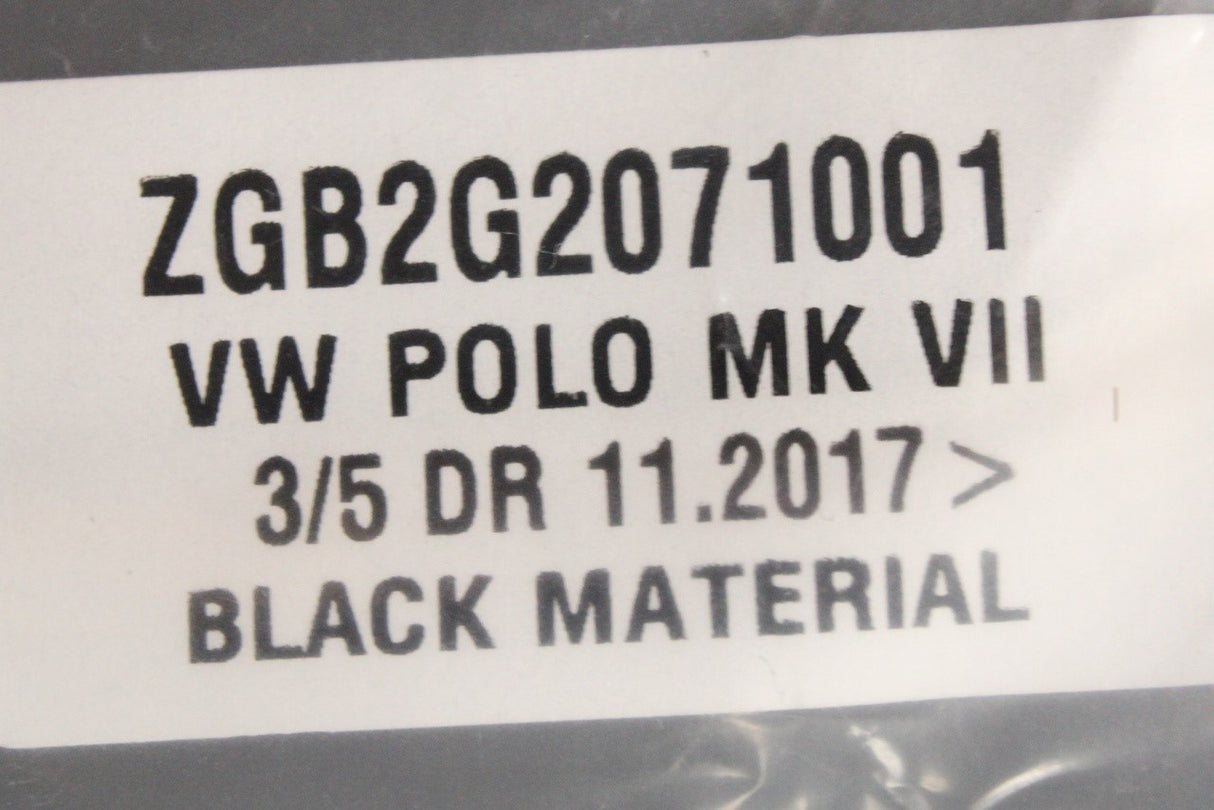 ZGB2G2071001
VW POLO MK VII
3/5 DR 11.2017 >
BLACK MATERIAL